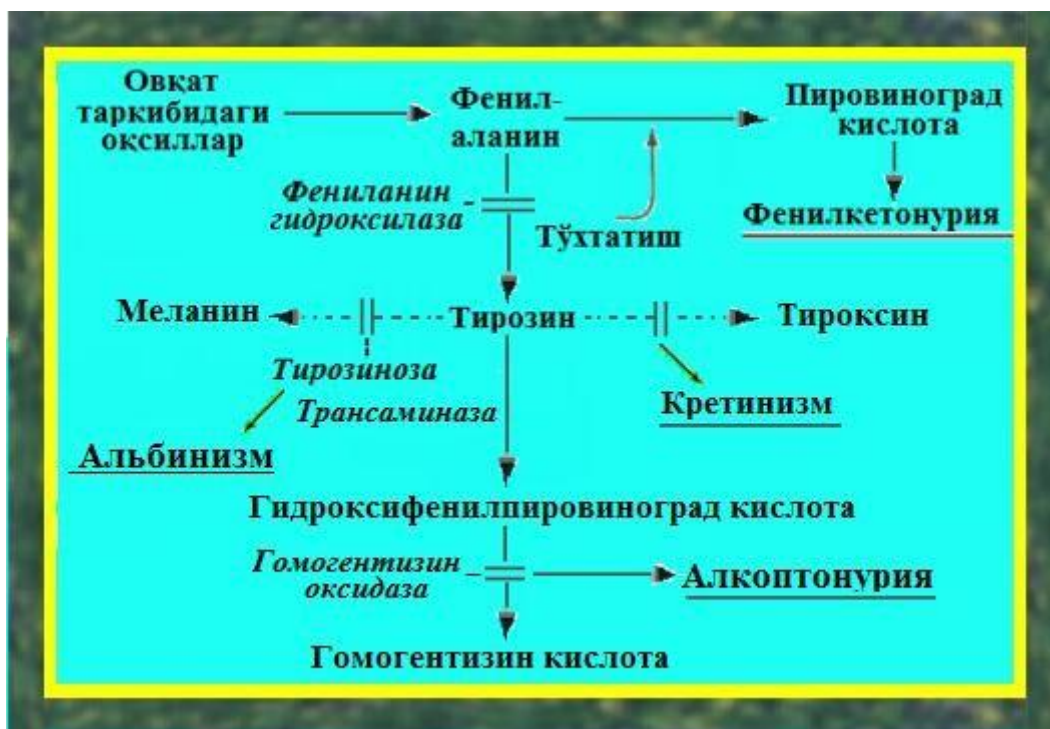 Овқат
таркибидаги
оқсиллар
Фенил-
аланин
Пировиноград
кислота
Фениланин
гидроксилаза
Тўхтатиш
Фенилкетонурия
Меланин
Тирозин
Тироксин
Тирозиноза
Трансаминаза
Кретинизм
Альбинизм
Гидроксифенилпировиноград кислота
Гомогентизин
оксидаза
Алкоптонурия
Гомогентизин кислота